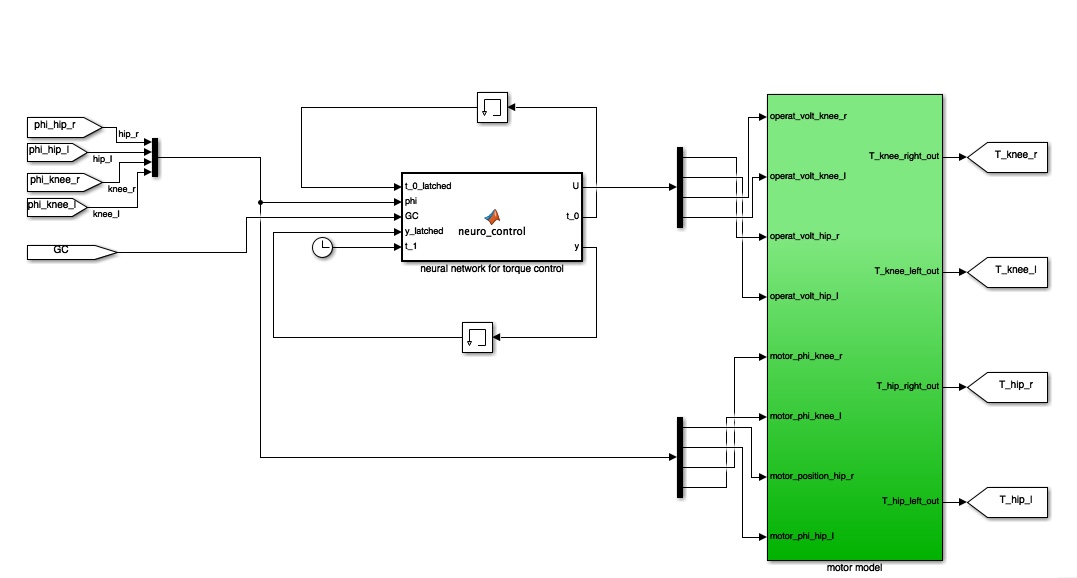 phi_hip_r
hip_r
phi_hip_l
hip_l
phi_knee_r
knee_r
phi_knee_l
knee_l
GC
t_0_latched
phi
GC
y_latched
t_1
U
t_0
y
neuro_control
neural network for torque control
operat_volt_knee_r
operat_volt_knee_l
operat_volt_hip_r
operat_volt_hip_l
motor_phi_knee_r
motor_phi_knee_l
motor_position_hip_r
motor_phi_hip_l
T_knee_right_out
T_knee_left_out
T_hip_right_out
T_hip_left_out
motor model
T_knee_r
T_knee_l
T_hip_r
T_hip_l